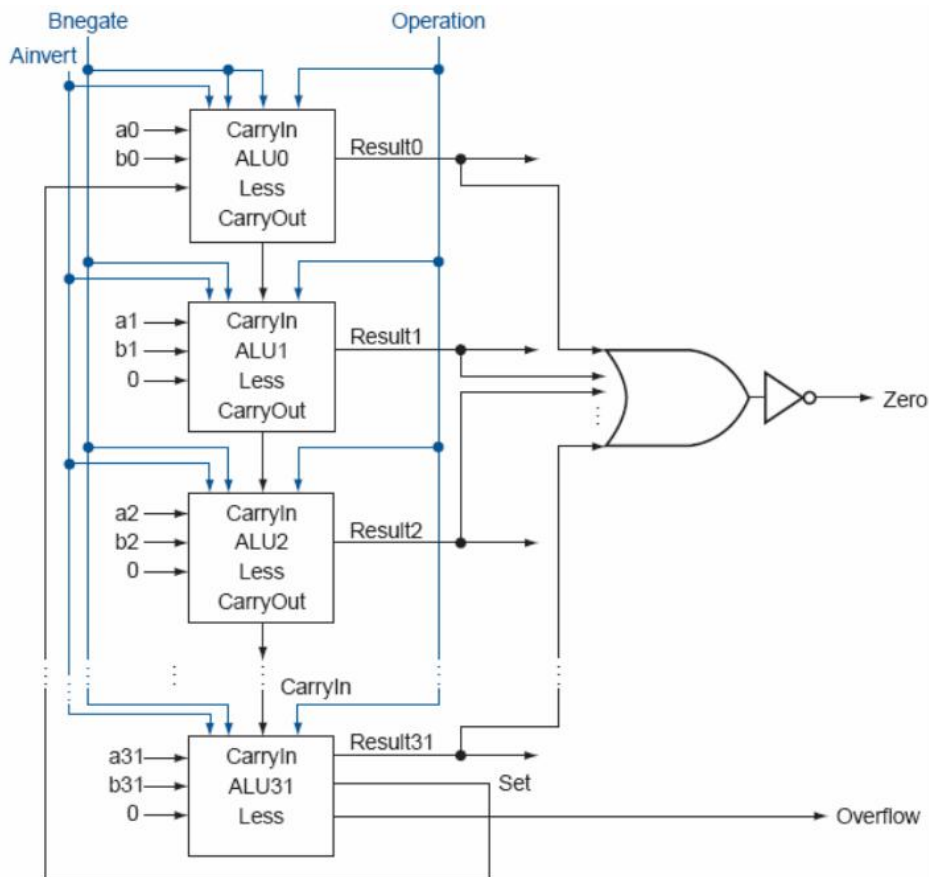 Bnegate
Operation
Ainvert
a0
CarryIn
Result0
b0
ALU0
Less
CarryOut
a1
CarryIn
Result1
b1
ALU1
0
Less
CarryOut
Zero
a2
CarryIn
Result2
b2
ALU2
0
Less
CarryOut
CarryIn
a31
CarryIn
Result31
b31
ALU31
Set
0
Less
Overflow